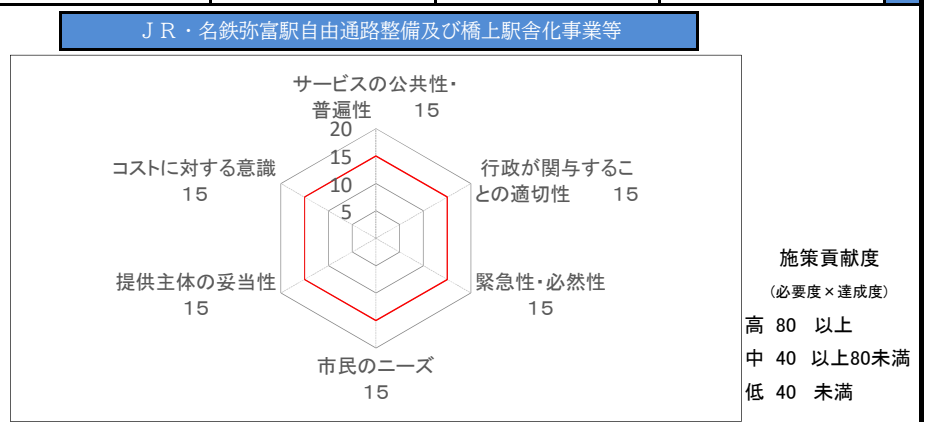 ＪＲ・名鉄弥富駅自由通路整備及び橋上駅舎化事業等
サービスの公共性・
普遍性　15
20
15
10
5
行政が関与するこ
との適切性　15
緊急性・必然性
15
市民のニーズ
15
提供主体の妥当性
15
コストに対する意識
15
施策貢献度
（必要度×達成度）
高 80 以上
中 40 以上80未満
低 40 未満